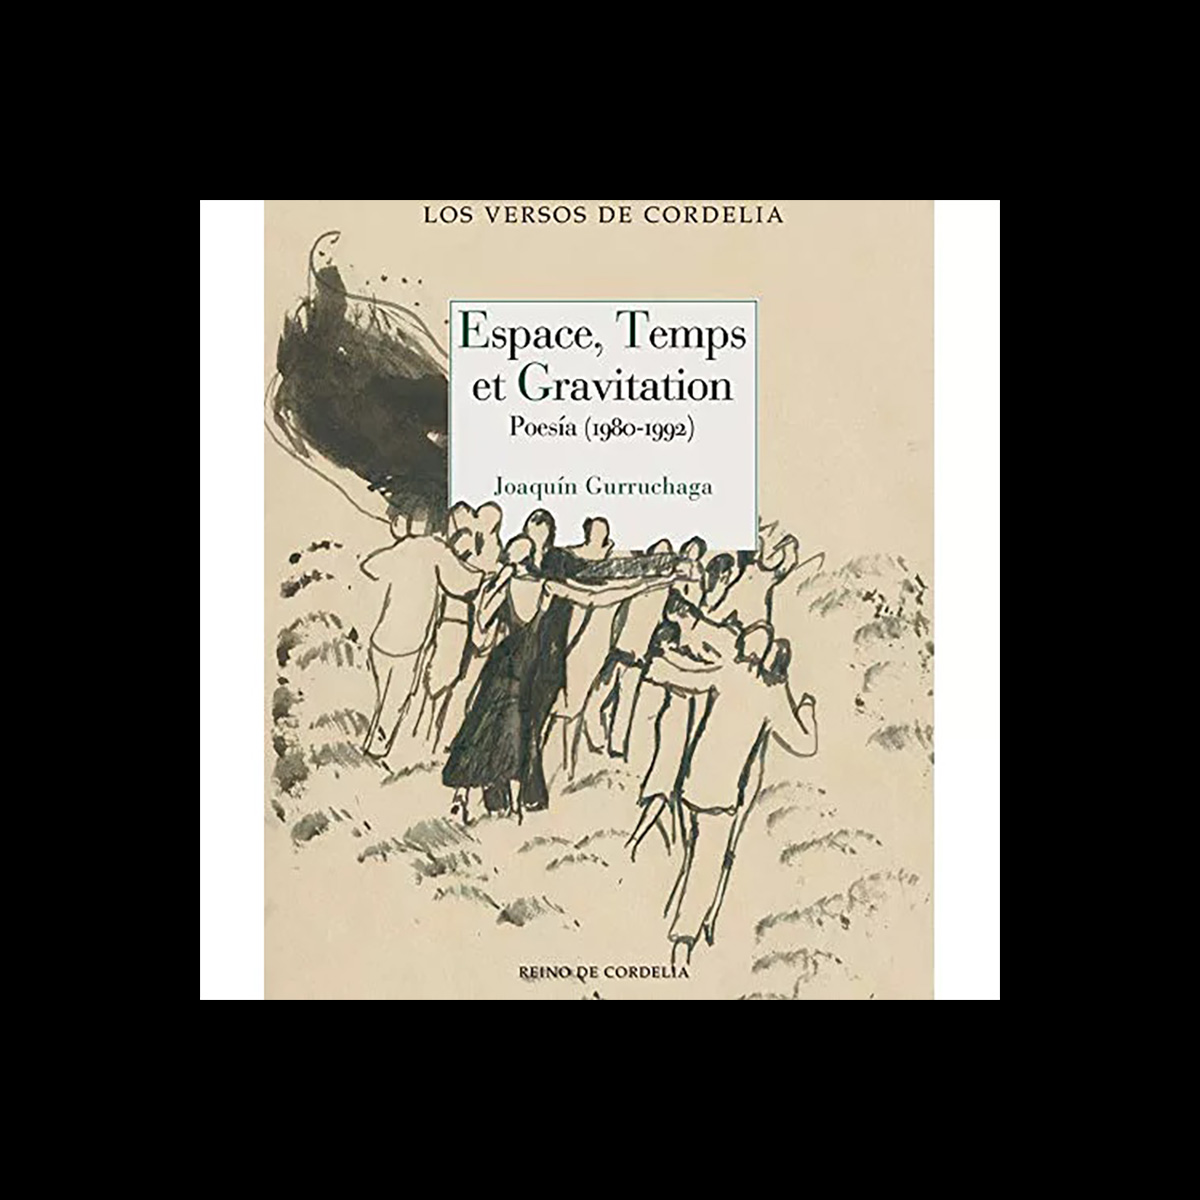 LOS VERSOS DE CORDELIA
Espace, Temps
et Gravitation
Poesía (1980-1992)
Joaquín Gurruchaga
REINO DE CORDELIA